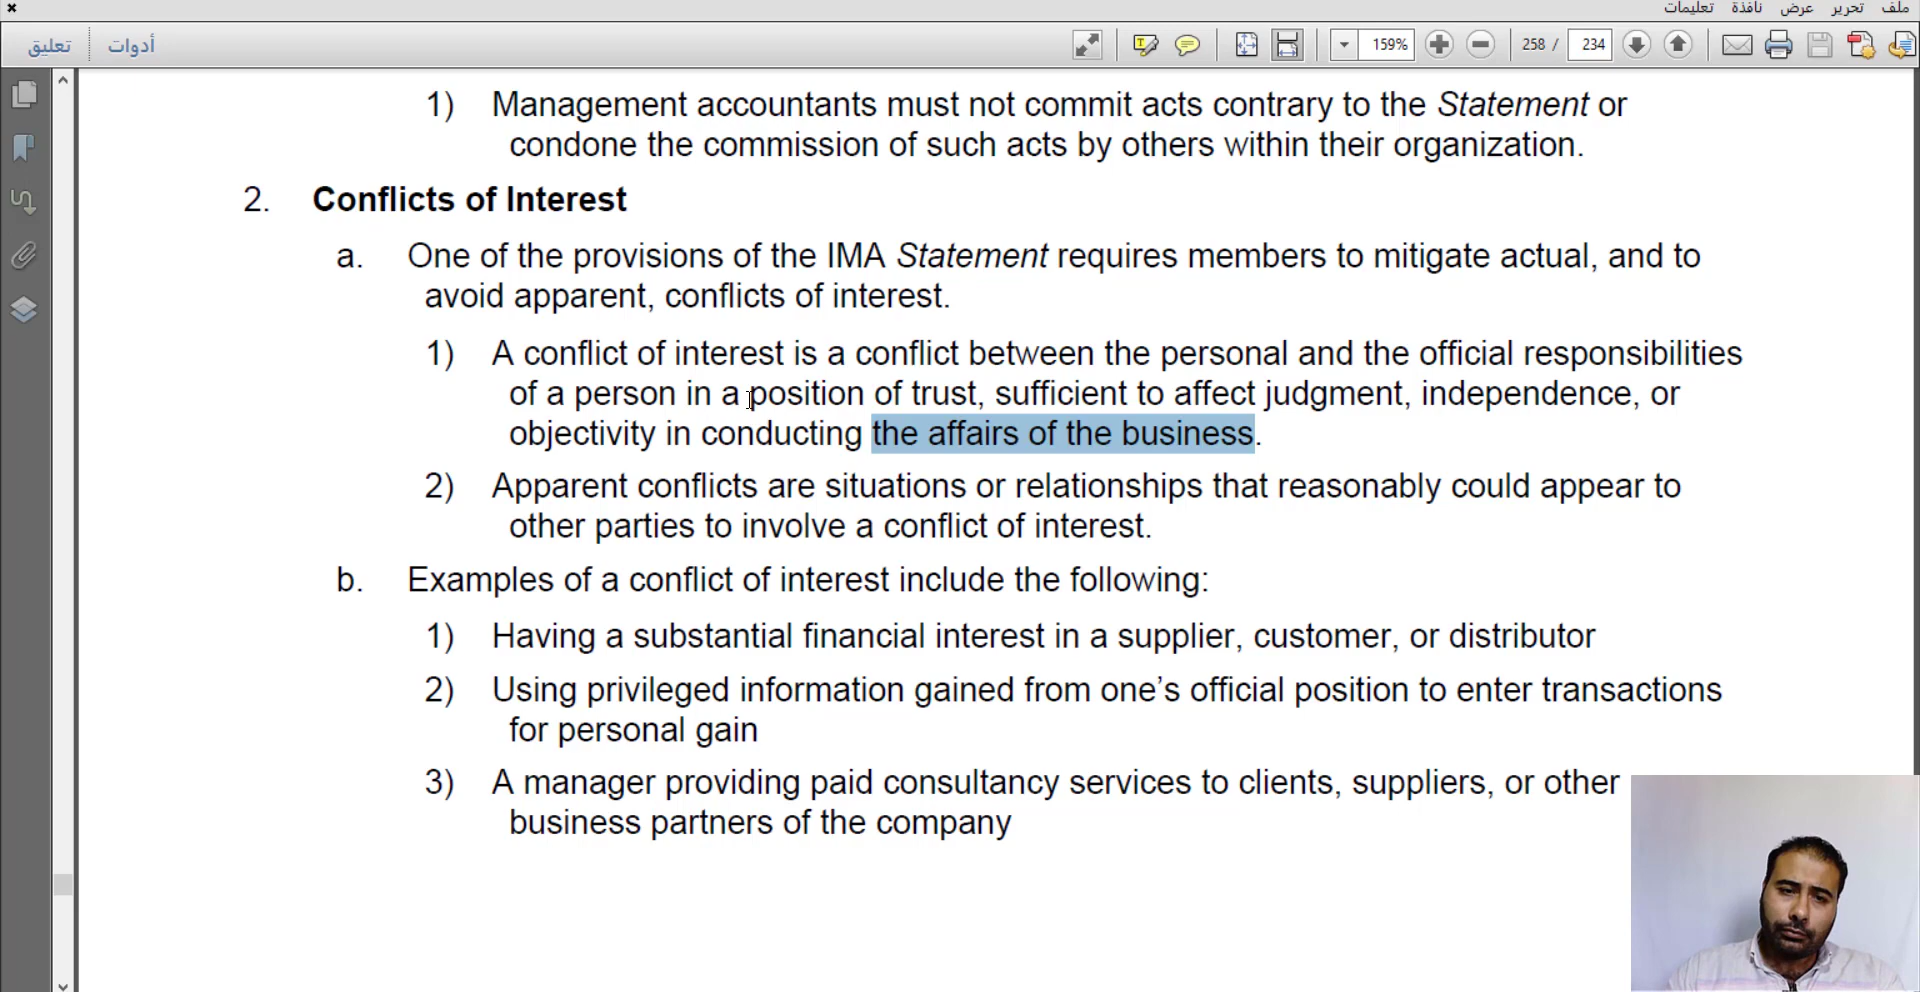 ملف تحرير عرض نافذة تعليمات
أدوات تعليق
159% 258 / 234
1) Management accountants must not commit acts contrary to the Statement or
condone the commission of such acts by others within their organization.
2. Conflicts of Interest
a. One of the provisions of the IMA Statement requires members to mitigate actual, and to
avoid apparent, conflicts of interest.
1) A conflict of interest is a conflict between the personal and the official responsibilities
of a person in a position of trust, sufficient to affect judgment, independence, or
objectivity in conducting the affairs of the business.
2) Apparent conflicts are situations or relationships that reasonably could appear to
other parties to involve a conflict of interest.
b. Examples of a conflict of interest include the following:
1) Having a substantial financial interest in a supplier, customer, or distributor
2) Using privileged information gained from one’s official position to enter transactions
for personal gain
3) A manager providing paid consultancy services to clients, suppliers, or other
business partners of the company